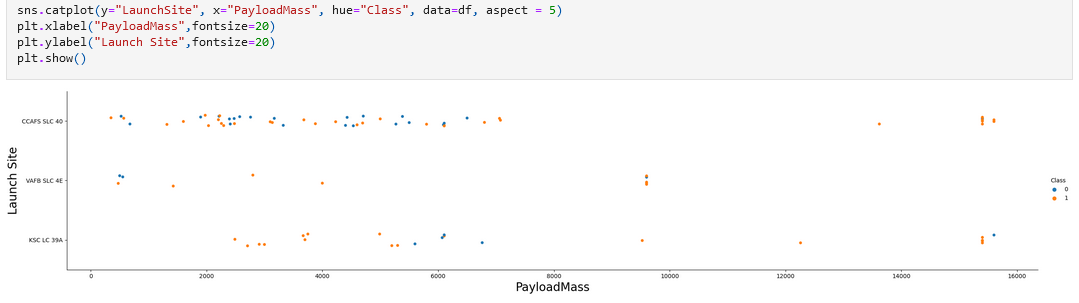 sns.catplot(y="LaunchSite", x="PayloadMass", hue="Class", data=df, aspect = 5)
plt.xlabel("PayloadMass",fontsize=20)
plt.ylabel("Launch Site",fontsize=20)
plt.show()
CCAFS SLC 40
VAFB SLC 4E
KSC LC 39A
Launch Site
Class
0
1
0 2000 4000 6000 8000 10000 12000 14000 16000
PayloadMass